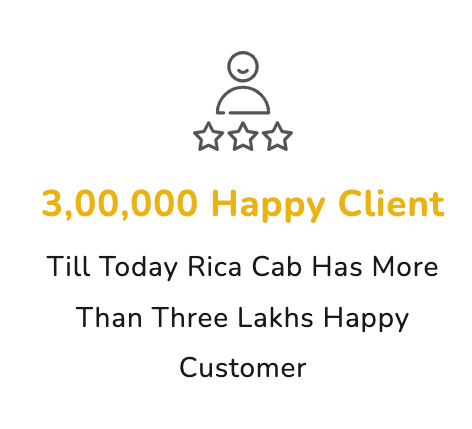 3,00,000 Happy Client
Till Today Rica Cab Has More
Than Three Lakhs Happy
Customer